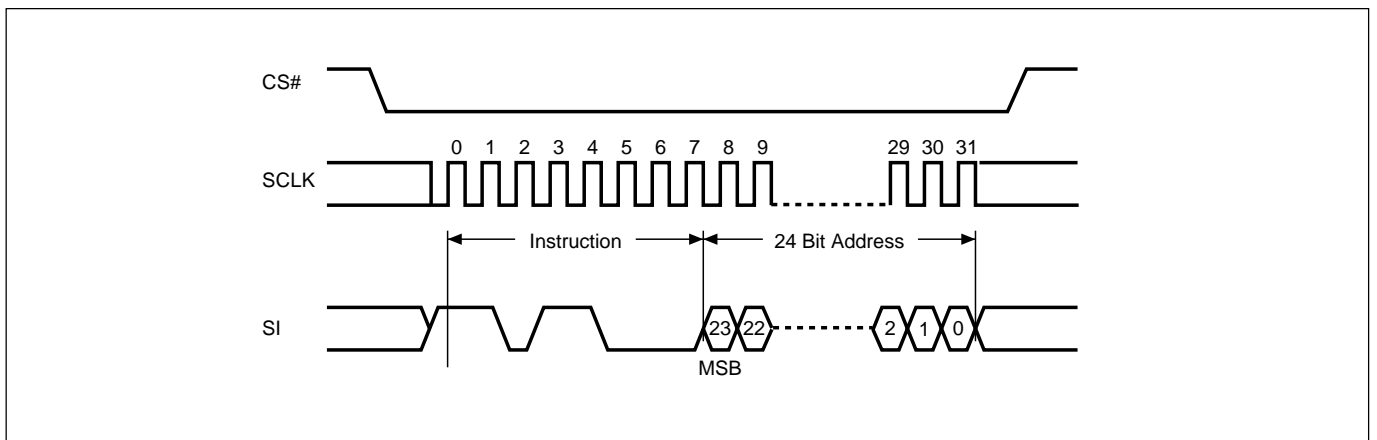 CS#
0 1 2 3 4 5 6 7 8 9 29 30 31
SCLK
Instruction 24 Bit Address
SI 23 22 2 1 0
MSB